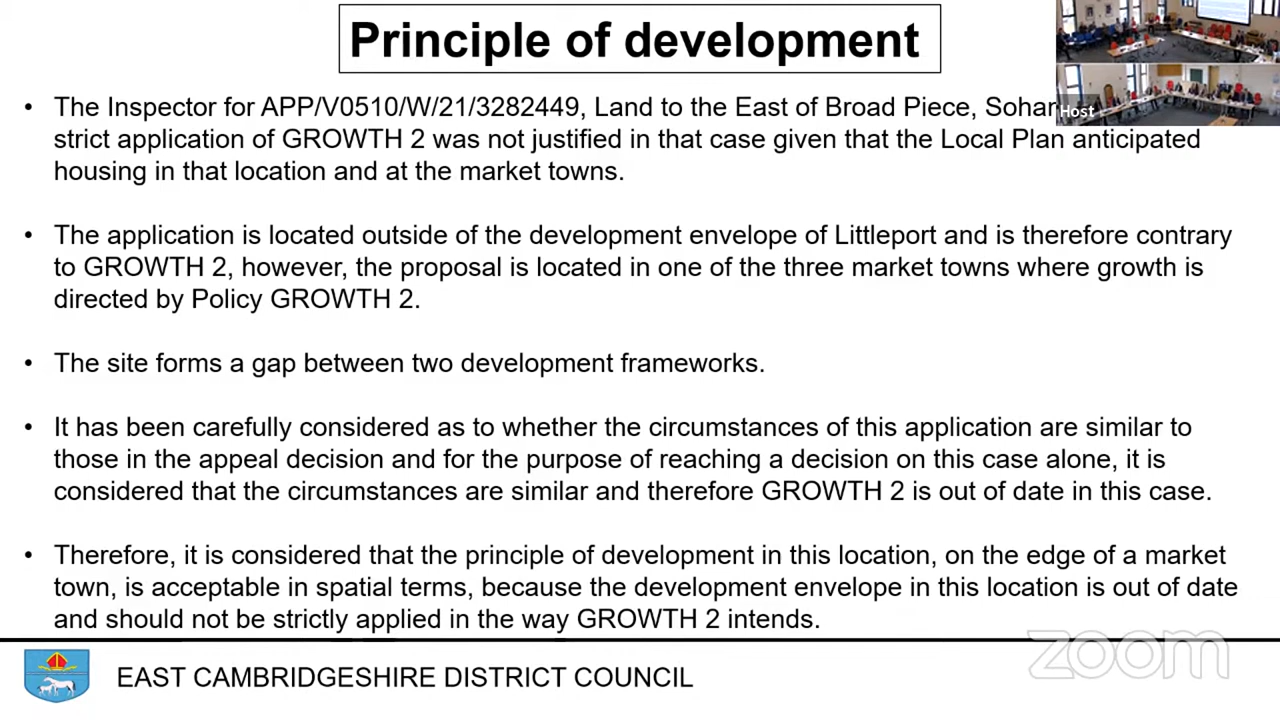 Principle of development
• The Inspector for APP/V0510/W/21/3282449, Land to the East of Broad Piece,
strict application of GROWTH 2 was not justified in that case given that the Local Plan anticipated
housing in that location and at the market towns.
• The application is located outside of the development envelope of Littleport and is therefore contrary
to GROWTH 2, however, the proposal is located in one of the three market towns where growth is
directed by Policy GROWTH 2.
• The site forms a gap between two development frameworks.
• It has been carefully considered as to whether the circumstances of this application are similar to
those in the appeal decision and for the purpose of reaching a decision on this case alone, it is
considered that the circumstances are similar and therefore GROWTH 2 is out of date in this case.
• Therefore, it is considered that the principle of development in this location, on the edge of a market
town, is acceptable in spatial terms, because the development envelope in this location is out of date
and should not be strictly applied in the way GROWTH 2 intends.
EAST CAMBRIDGESHIRE DISTRICT COUNCIL
Host
zoom